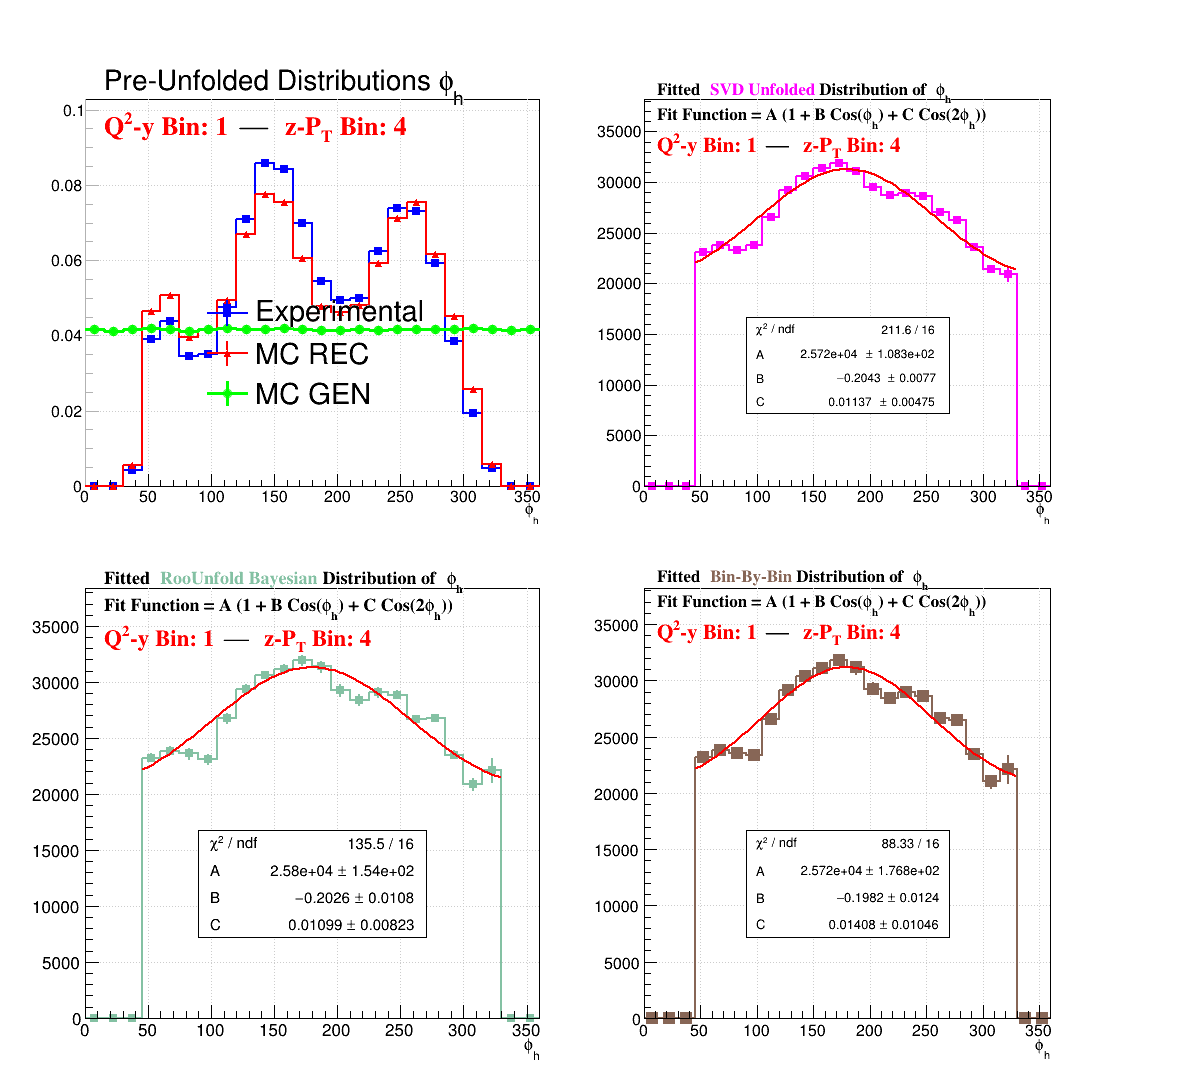 Pre-Unfolded Distributions ϕh
Q²-y Bin: 1 — z-PT Bin: 4
0.1
0.08
0.06
0.04
0.02
0
Experimental
MC REC
MC GEN
0 50 100 150 200 250 300 350
ϕh
Fitted SVD Unfolded Distribution of ϕh
Fit Function = A (1 + B Cos(ϕh) + C Cos(2ϕh))
Q²-y Bin: 1 — z-PT Bin: 4
35000
30000
25000
20000
15000
10000
5000
0
χ² / ndf 211.6 / 16
A 2.572e+04 ± 1.083e+02
B −0.2043 ± 0.0077
C 0.01137 ± 0.00475
0 50 100 150 200 250 300 350
ϕh
Fitted RooUnfold Bayesian Distribution of ϕh
Fit Function = A (1 + B Cos(ϕh) + C Cos(2ϕh))
Q²-y Bin: 1 — z-PT Bin: 4
35000
30000
25000
20000
15000
10000
5000
0
χ² / ndf 135.5 / 16
A 2.58e+04 ± 1.54e+02
B −0.2026 ± 0.0108
C 0.01099 ± 0.00823
0 50 100 150 200 250 300 350
ϕh
Fitted Bin-By-Bin Distribution of ϕh
Fit Function = A (1 + B Cos(ϕh) + C Cos(2ϕh))
Q²-y Bin: 1 — z-PT Bin: 4
35000
30000
25000
20000
15000
10000
5000
0
χ² / ndf 88.33 / 16
A 2.572e+04 ± 1.768e+02
B −0.1982 ± 0.0124
C 0.01408 ± 0.01046
0 50 100 150 200 250 300 350
ϕh